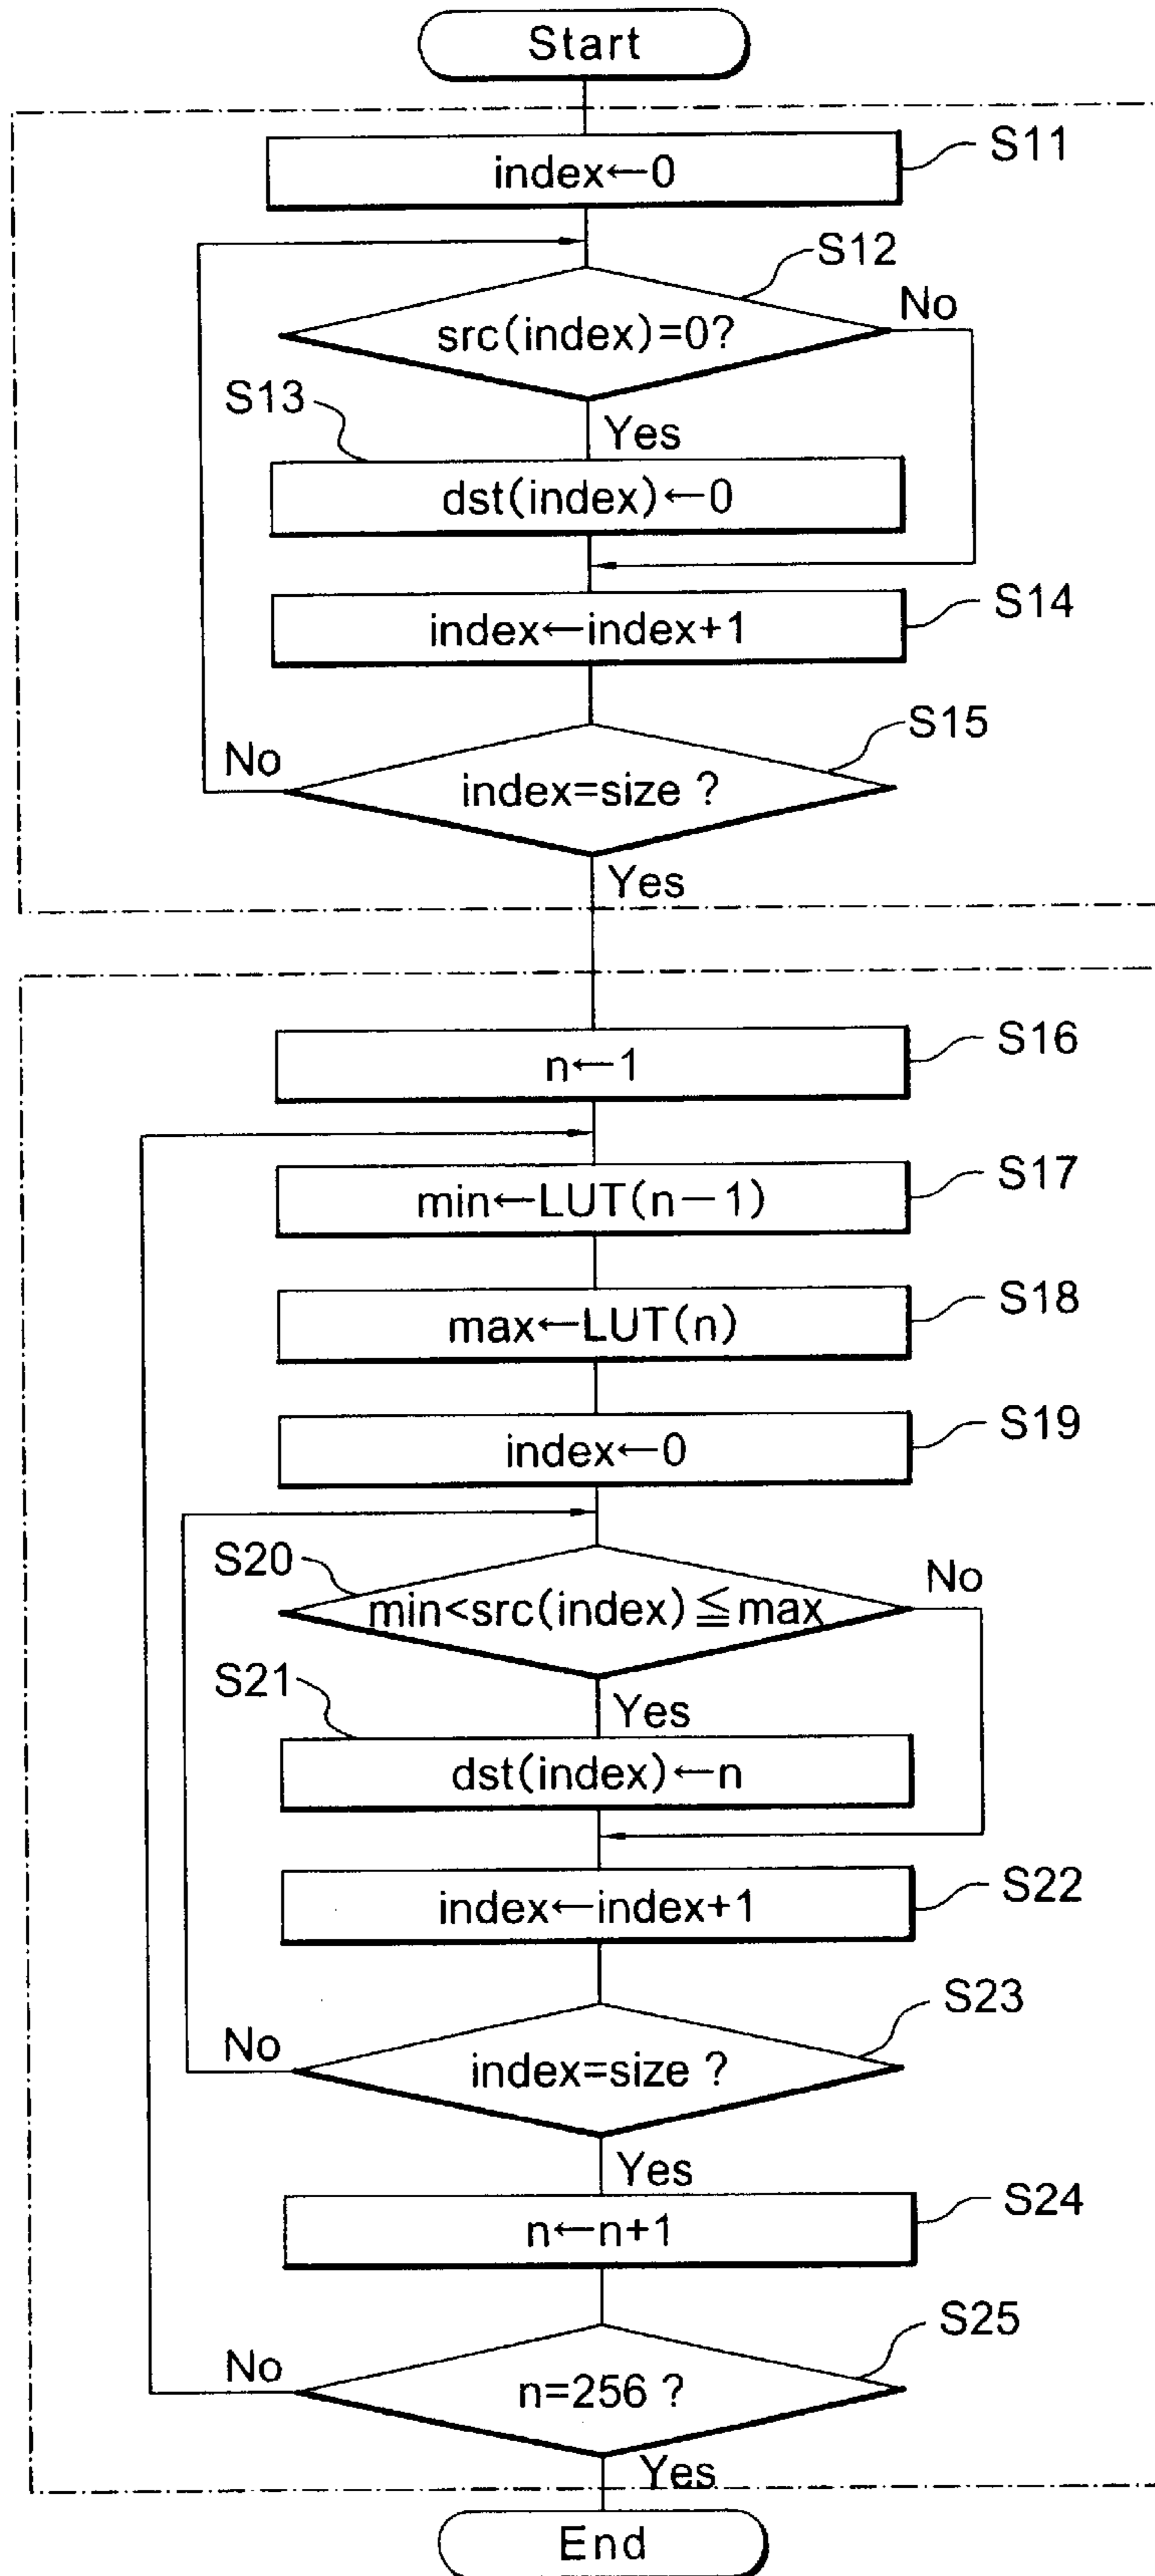 Start
S11
index←0
S12
src(index)=0?
No
S13
Yes
dst(index)←0
S14
index←index+1
S15
No
index=size ?
Yes
S16
n←1
S17
min←LUT(n−1)
S18
max←LUT(n)
S19
index←0
S20
No
min<src(index)≦max
S21
Yes
dst(index)←n
S22
index←index+1
S23
No
index=size ?
Yes
S24
n←n+1
S25
No
n=256 ?
Yes
End